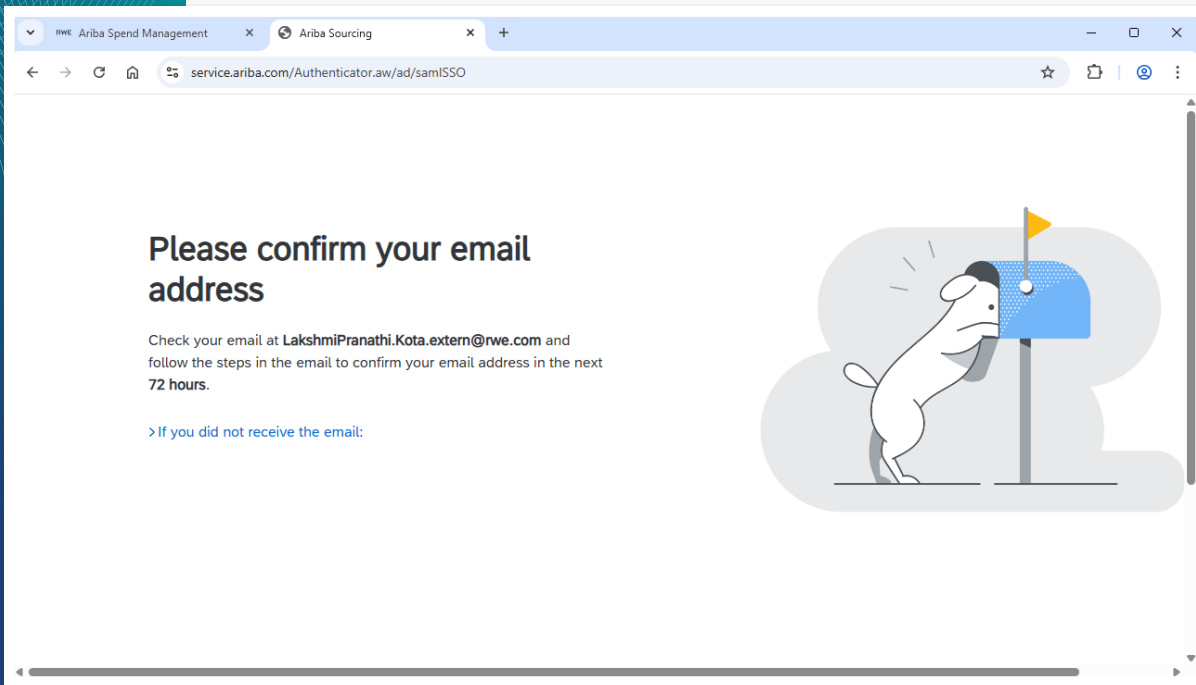 RWE Ariba Spend Management
Ariba Sourcing
service.ariba.com/Authenticator.aw/ad/samlSSO
Please confirm your email
address
Check your email at LakshmiPranathi.Kota.extern@rwe.com and
follow the steps in the email to confirm your email address in the next
72 hours.
If you did not receive the email: